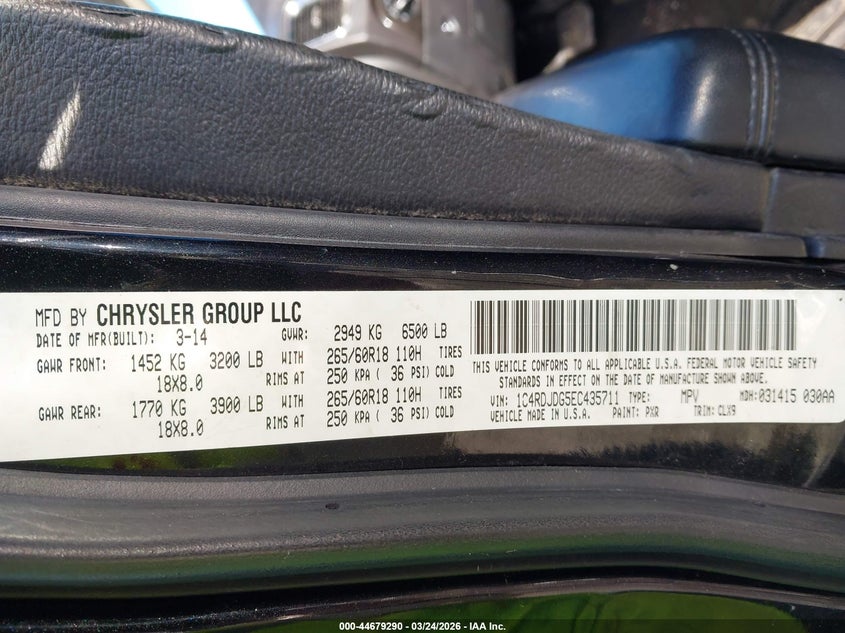 MFD BY CHRYSLER GROUP LLC
DATE OF MFR(BUILT): 3-14 GVWR: 2949 KG 6500 LB
GAWR FRONT: 1452 KG 3200 LB WITH 265/60R18 110H TIRES
18X8.0 RIMS AT 250 KPA ( 36 PSI) COLD
GAWR REAR: 1770 KG 3900 LB WITH 265/60R18 110H TIRES
18X8.0 RIMS AT 250 KPA ( 36 PSI) COLD
THIS VEHICLE CONFORMS TO ALL APPLICABLE U.S.A. FEDERAL MOTOR VEHICLE SAFETY
STANDARDS IN EFFECT ON THE DATE OF MANUFACTURE SHOWN ABOVE.
VIN: 1C4RDJDG5EC435711 TYPE: MPV MDH: 031415 030AA
VEHICLE MADE IN U.S.A. PAINT: PXR TRIM: CLX9
000-44679290 - 03/24/2026 - IAA Inc.